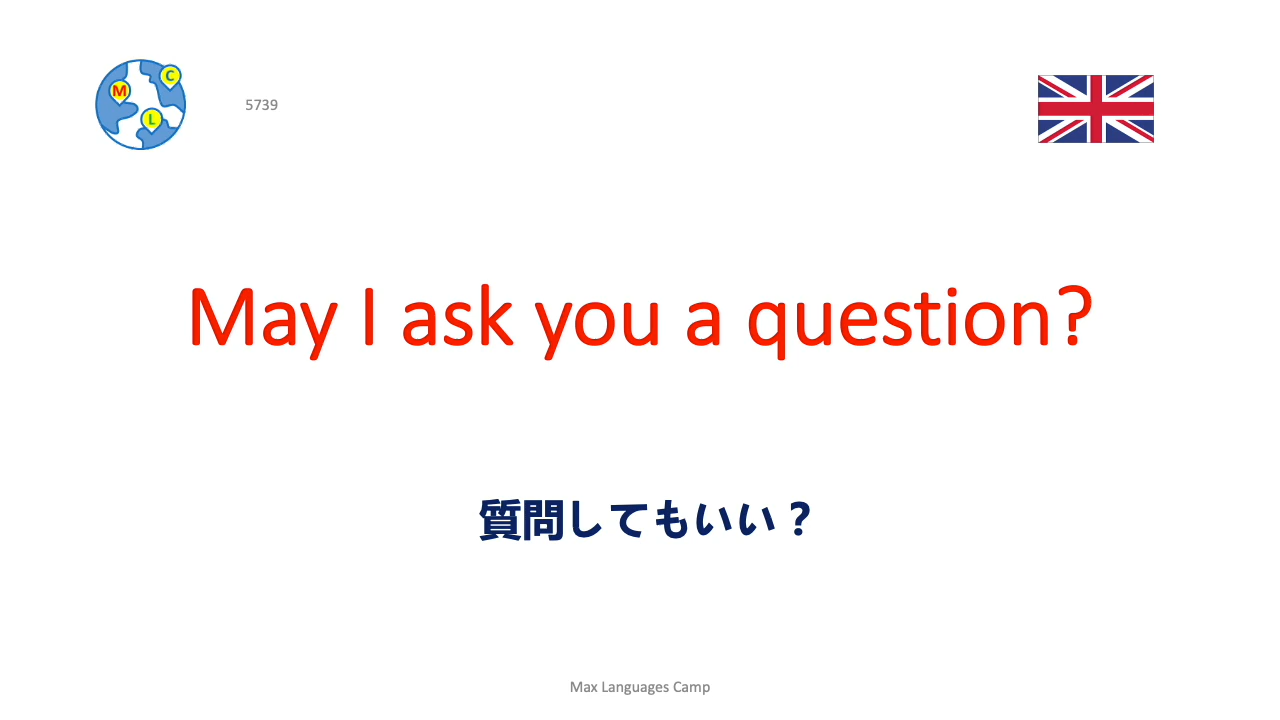 M
C
L
5739
May I ask you a question?
質問してもいい？
Max Languages Camp